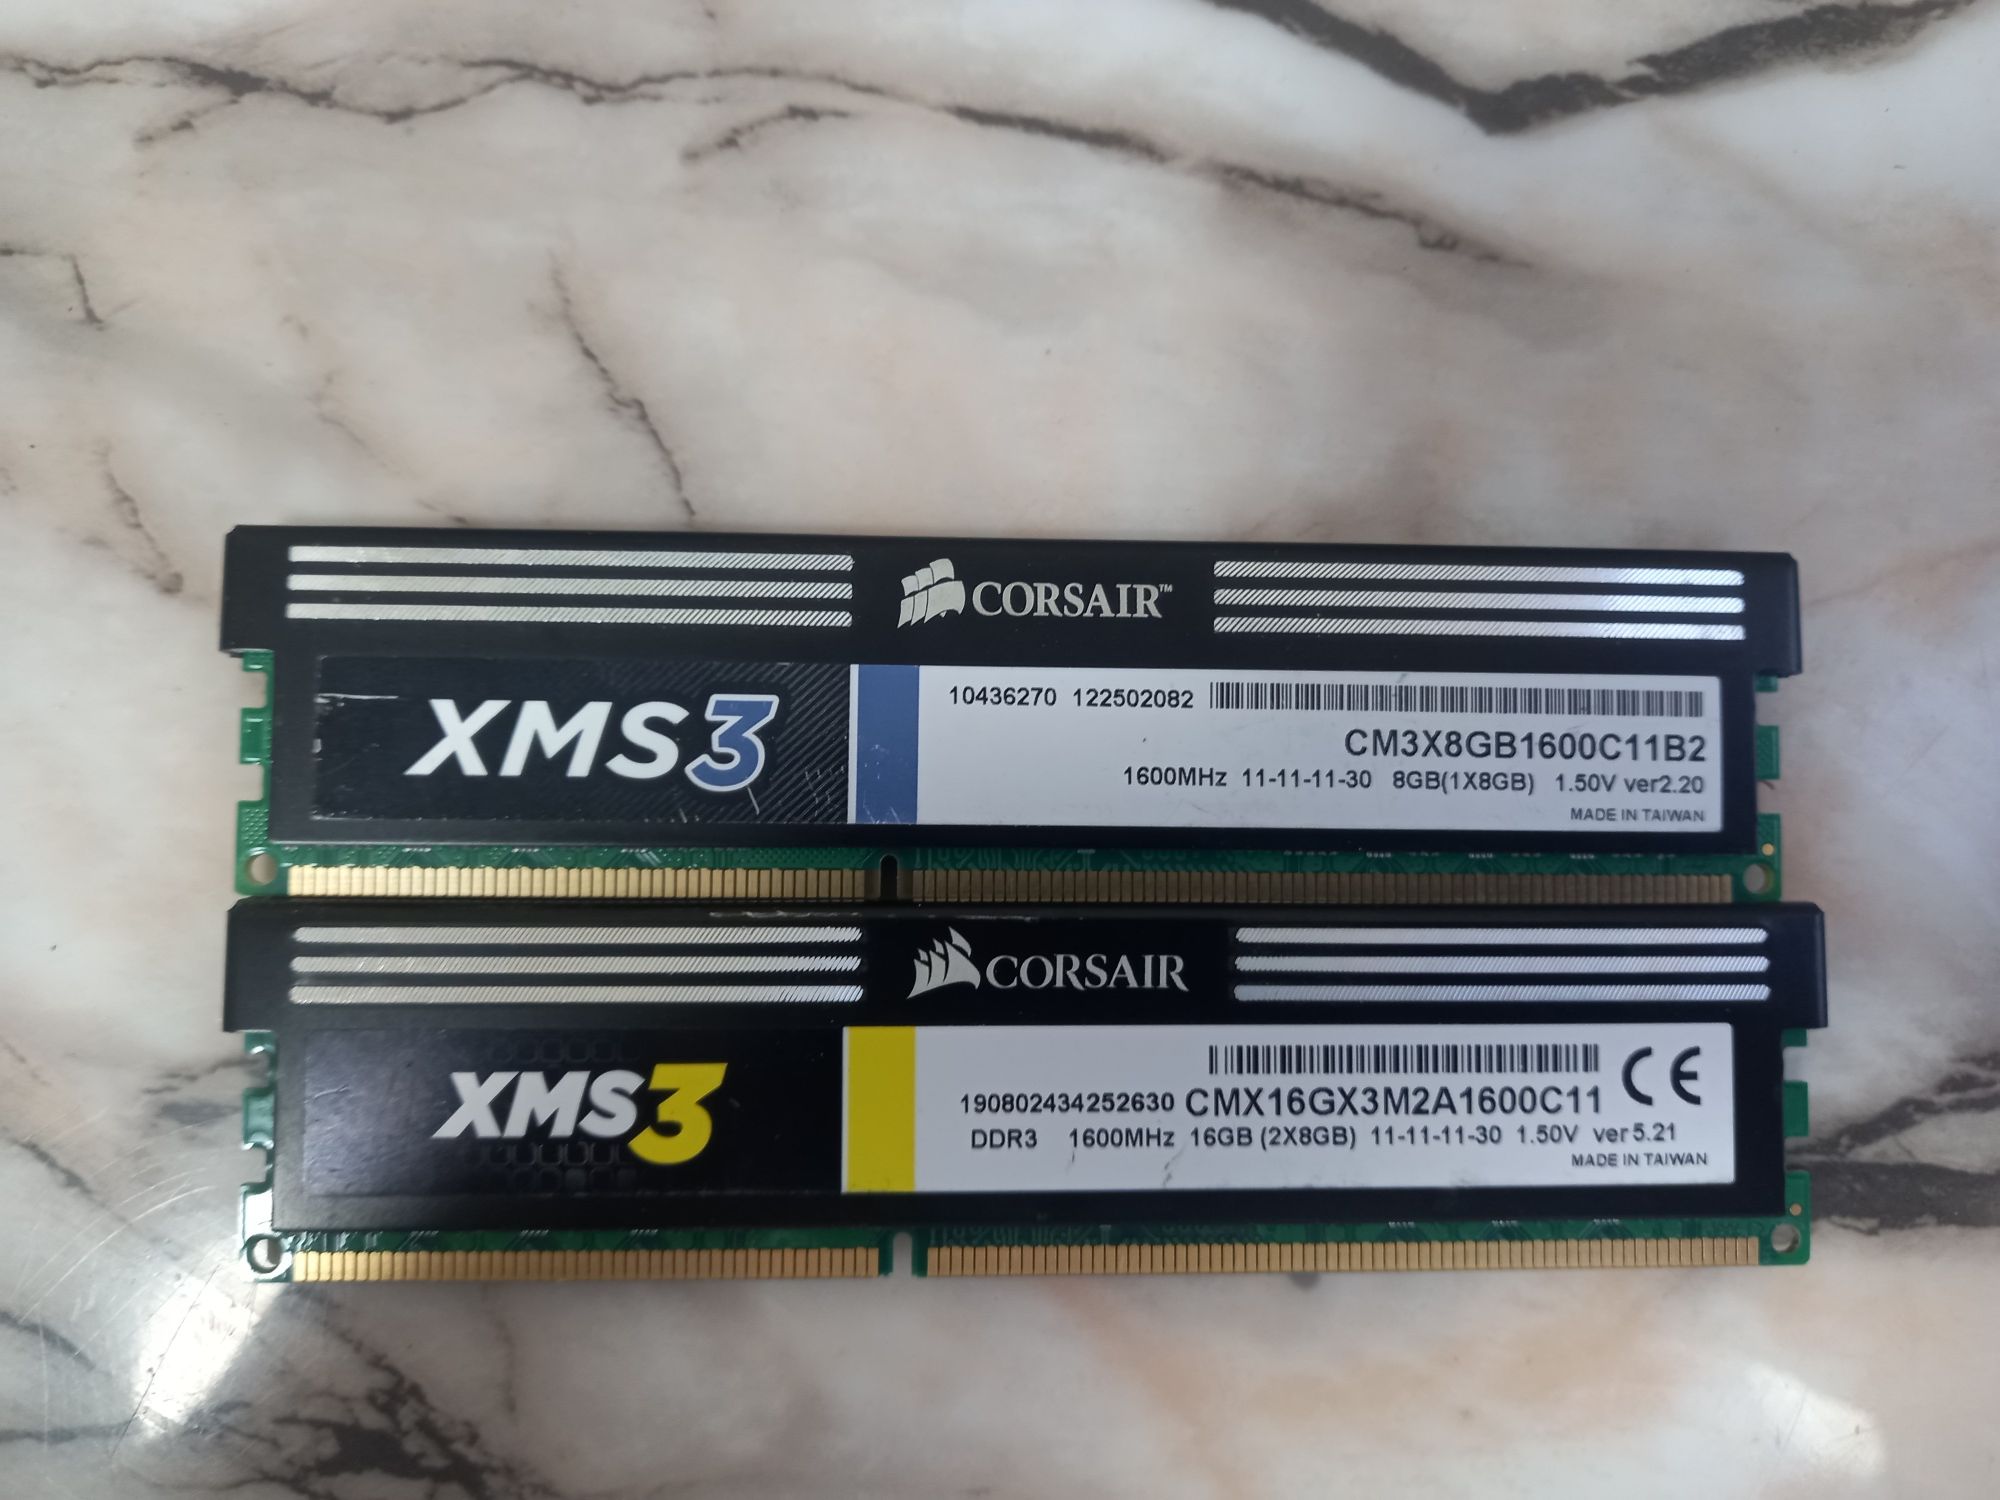 CORSAIR™
XMS3
10436270 122502082
CM3X8GB1600C11B2
1600MHz 11-11-11-30 8GB(1X8GB) 1.50V ver2.20
MADE IN TAIWAN
CORSAIR
XMS3
CE
190802434252630 CMX16GX3M2A1600C11
DDR3 1600MHz 16GB (2X8GB) 11-11-11-30 1.50V ver5.21
MADE IN TAIWAN